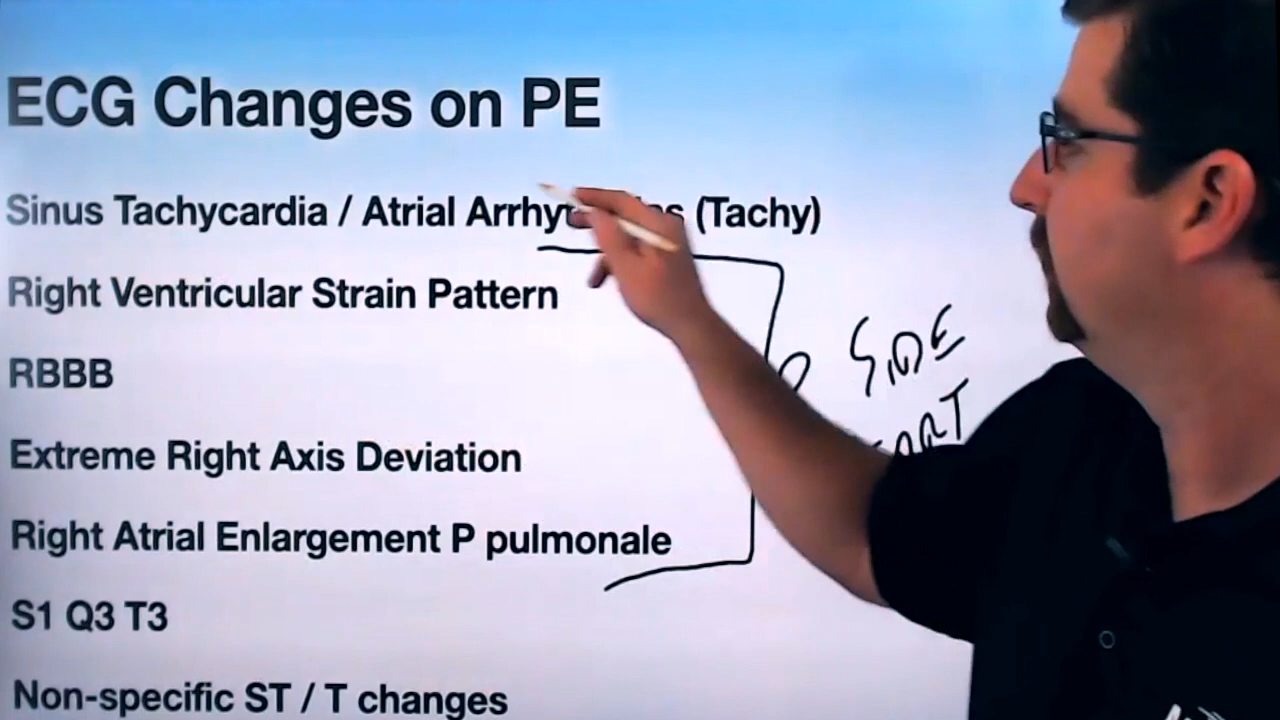 ECG Changes on PE
Sinus Tachycardia / Atrial (Tachy)
Right Ventricular Strain Pattern
RBBB
SIDE
Extreme Right Axis Deviation
Right Atrial Enlargement P pulmonale
S1 Q3 T3
Non-specific ST / T changes